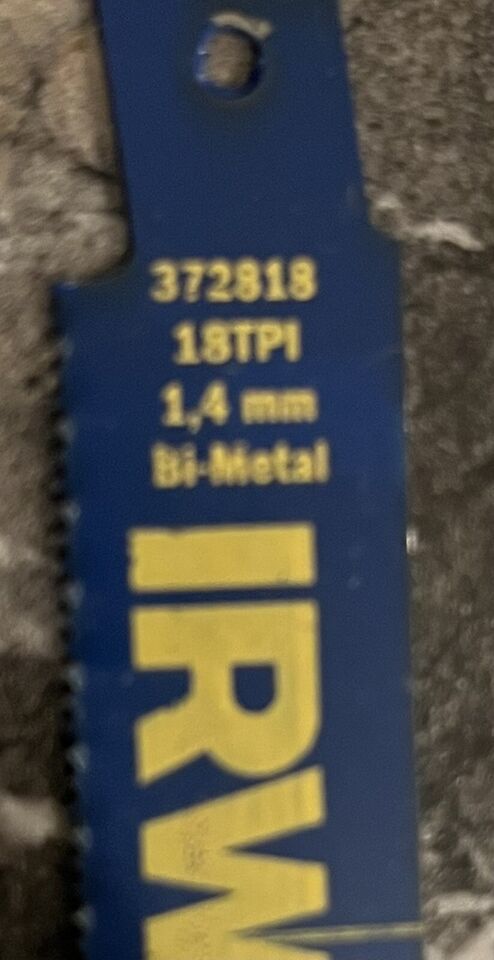 372818
18TPI
1,4 mm
Bi-Metal
IRW